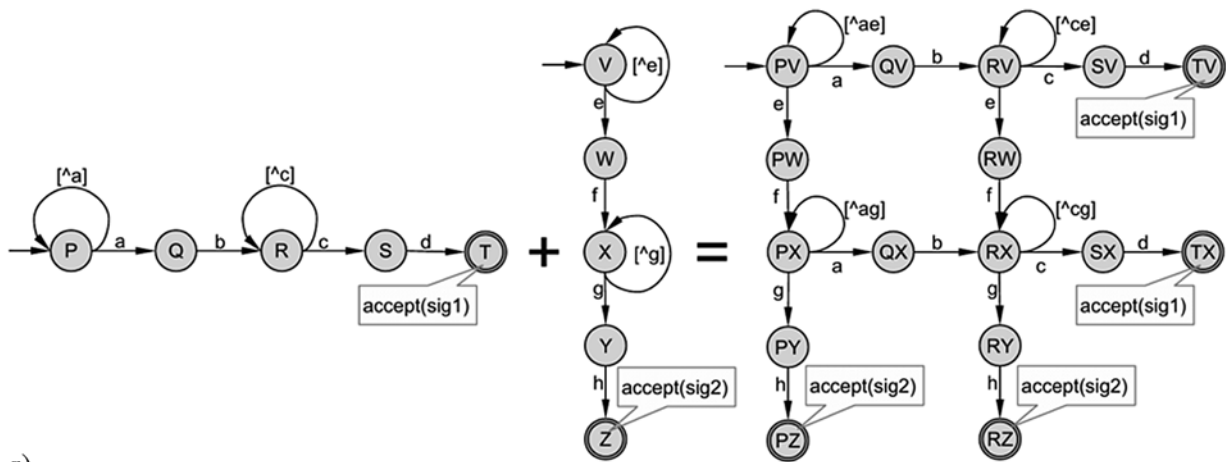 [^a]
[^c]
P
a
Q
b
R
c
S
d
T
accept(sig1)
+
V
[^e]
e
W
f
X
[^g]
g
Y
h
Z
accept(sig2)
=
[^ae]
[^ce]
PV
a
QV
b
RV
c
SV
d
TV
accept(sig1)
e
e
PW
RW
f
f
[^ag]
[^cg]
PX
a
QX
b
RX
c
SX
d
TX
accept(sig1)
g
g
PY
RY
h
accept(sig2)
h
accept(sig2)
PZ
RZ